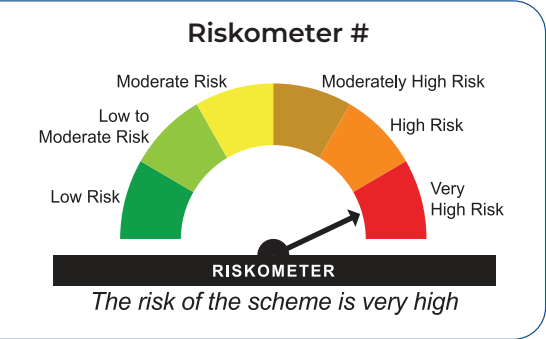 Riskometer #
Moderate Risk
Moderately High Risk
Low to
Moderate Risk
High Risk
Low Risk
Very
High Risk
RISKOMETER
The risk of the scheme is very high